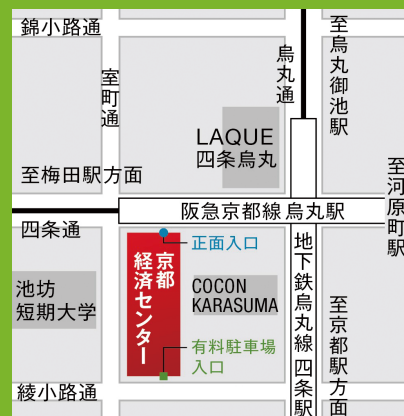 錦小路通
室町通
烏丸通
至烏丸御池駅
LAQUE
四条烏丸
至梅田駅方面
至河原町駅
阪急京都線 烏丸駅
四条通
正面入口
京都
経済センター
COCON
KARASUMA
池坊
短期大学
有料駐車場
入口
地下鉄烏丸線 四条駅
至京都駅方面
綾小路通